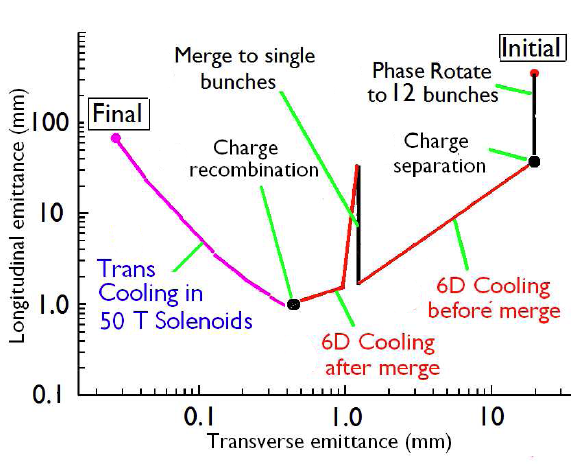 Initial
Merge to single
bunches
Phase Rotate
to 12 bunches
Final
Charge
recombination
Charge
separation
Trans
Cooling in
50 T Solenoids
6D Cooling
before merge
6D Cooling
after merge
Longitudinal emittance (mm)
100
10
1.0
0.1
0.1
1.0
10
Transverse emittance (mm)